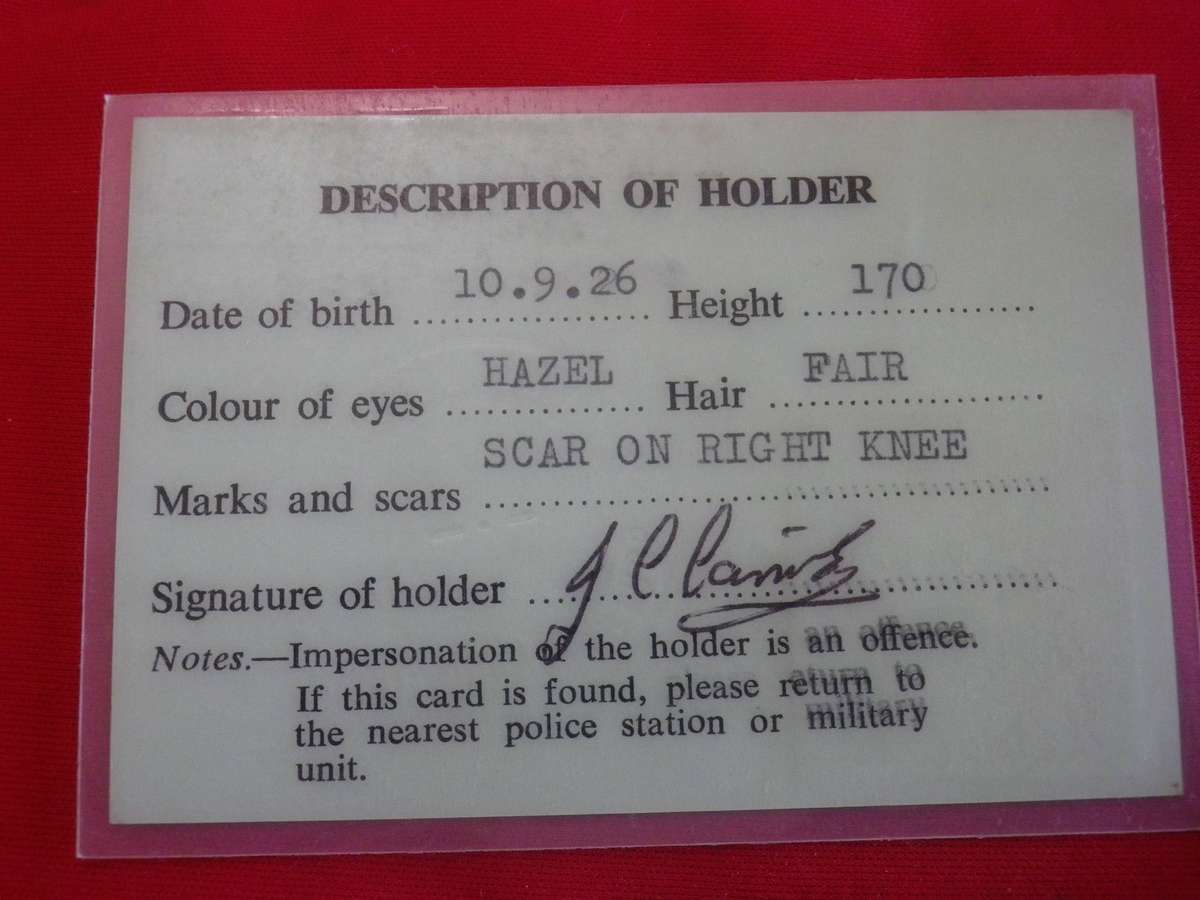 DESCRIPTION OF HOLDER
Date of birth 10.9.26 Height 170
Colour of eyes HAZEL Hair FAIR
Marks and scars SCAR ON RIGHT KNEE
Signature of holder J C
Notes.—Impersonation of the holder is an offence.
If this card is found, please return to
the nearest police station or military
unit.